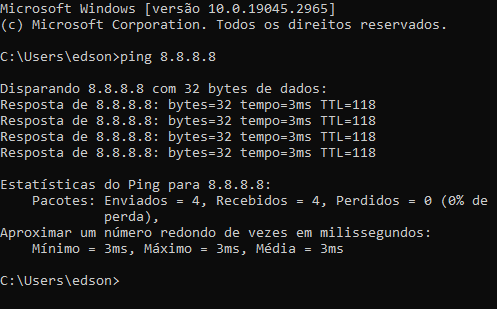 Microsoft Windows [versão 10.0.19045.2965]
(c) Microsoft Corporation. Todos os direitos reservados.
C:\Users\edson>ping 8.8.8.8
Disparando 8.8.8.8 com 32 bytes de dados:
Resposta de 8.8.8.8: bytes=32 tempo=3ms TTL=118
Resposta de 8.8.8.8: bytes=32 tempo=3ms TTL=118
Resposta de 8.8.8.8: bytes=32 tempo=3ms TTL=118
Resposta de 8.8.8.8: bytes=32 tempo=3ms TTL=118
Estatísticas do Ping para 8.8.8.8:
Pacotes: Enviados = 4, Recebidos = 4, Perdidos = 0 (0% de
perda),
Aproximar um número redondo de vezes em milissegundos:
Mínimo = 3ms, Máximo = 3ms, Média = 3ms
C:\Users\edson>